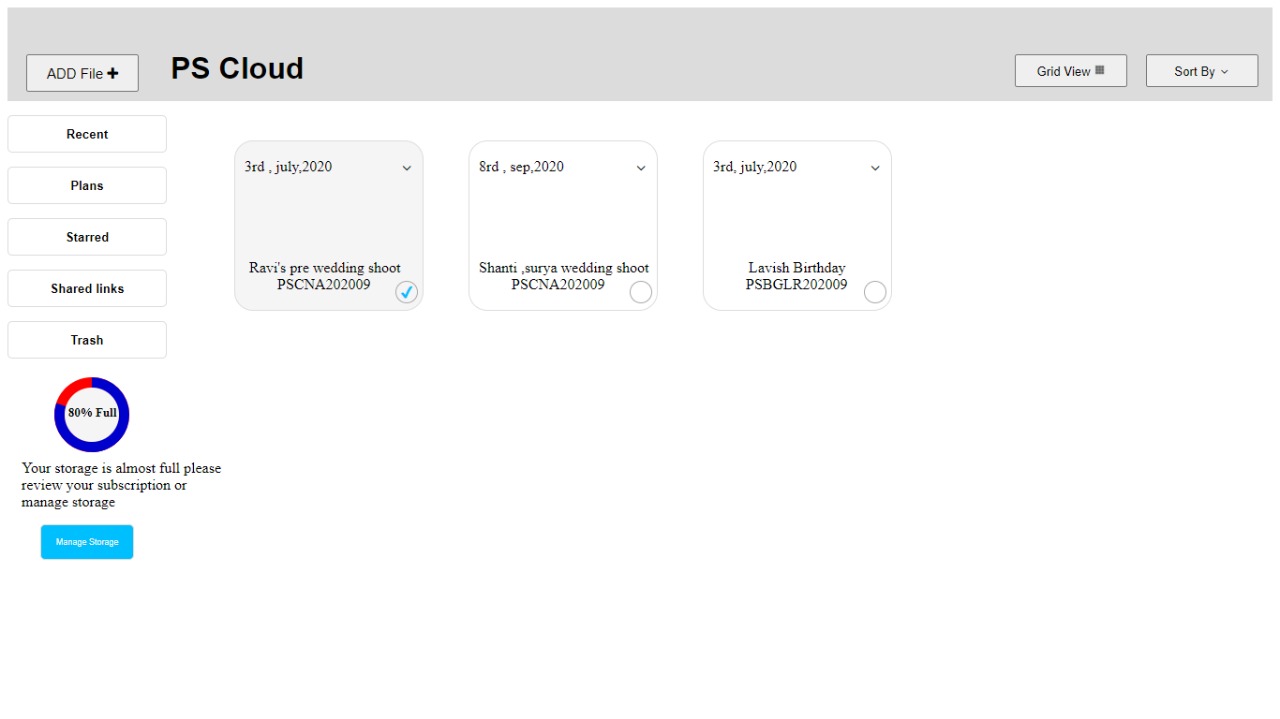 ADD File
PS Cloud
Grid View
Sort By
Recent
Plans
Starred
Shared links
Trash
80% Full
Your storage is almost full please
review your subscription or
manage storage
Manage Storage
3rd , july,2020
Ravi's pre wedding shoot
PSCNA202009
8rd , sep,2020
Shanti ,surya wedding shoot
PSCNA202009
3rd, july,2020
Lavish Birthday
PSBGLR202009